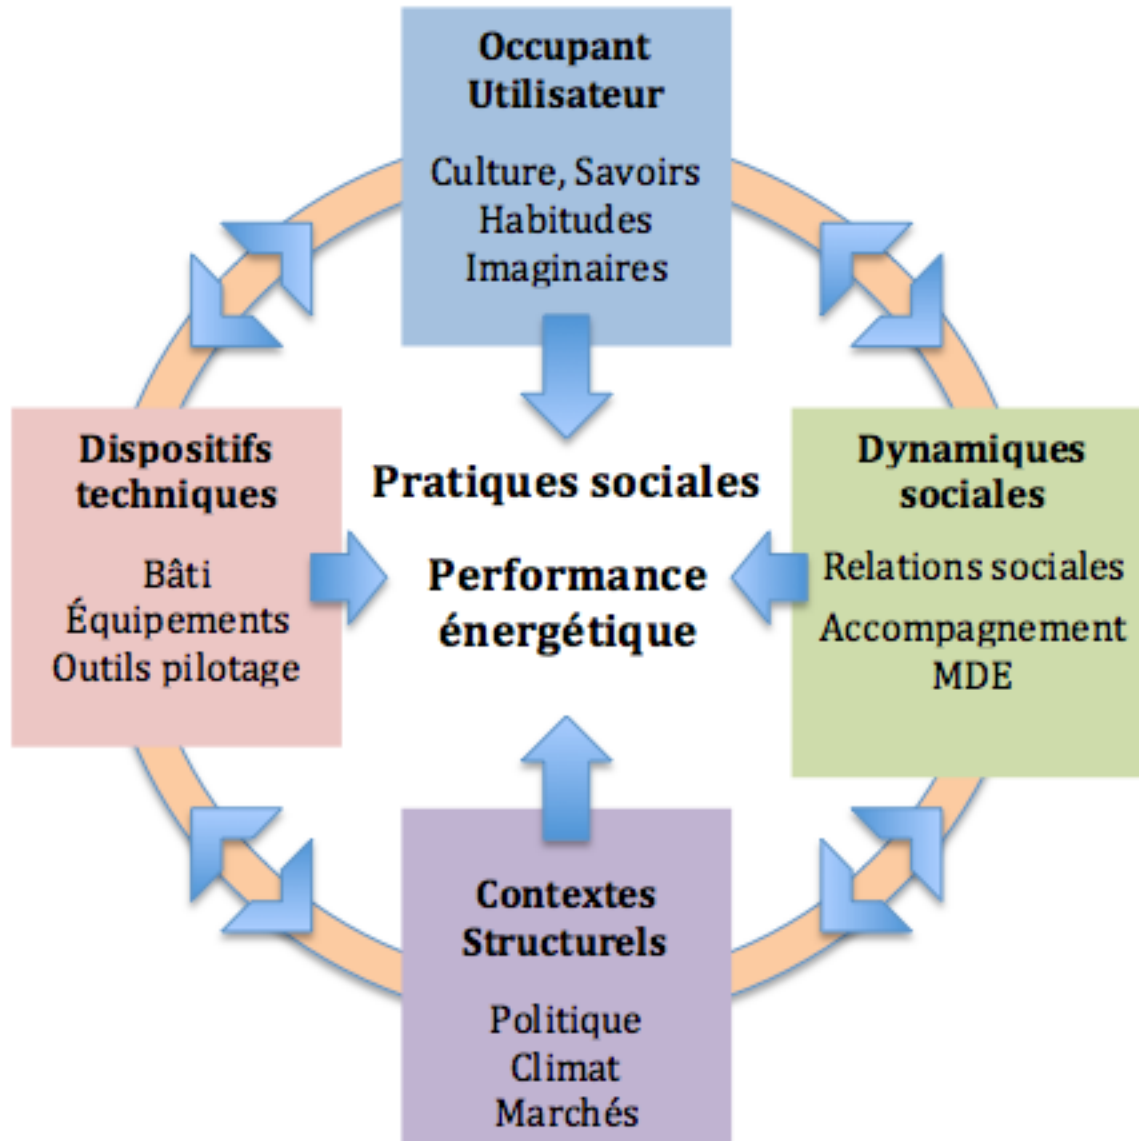 Occupant
Utilisateur
Culture, Savoirs
Habitudes
Imaginaires
Dispositifs
techniques
Bâti
Équipements
Outils pilotage
Pratiques sociales
Performance
énergétique
Dynamiques
sociales
Relations sociales
Accompagnement
MDE
Contextes
Structurels
Politique
Climat
Marchés